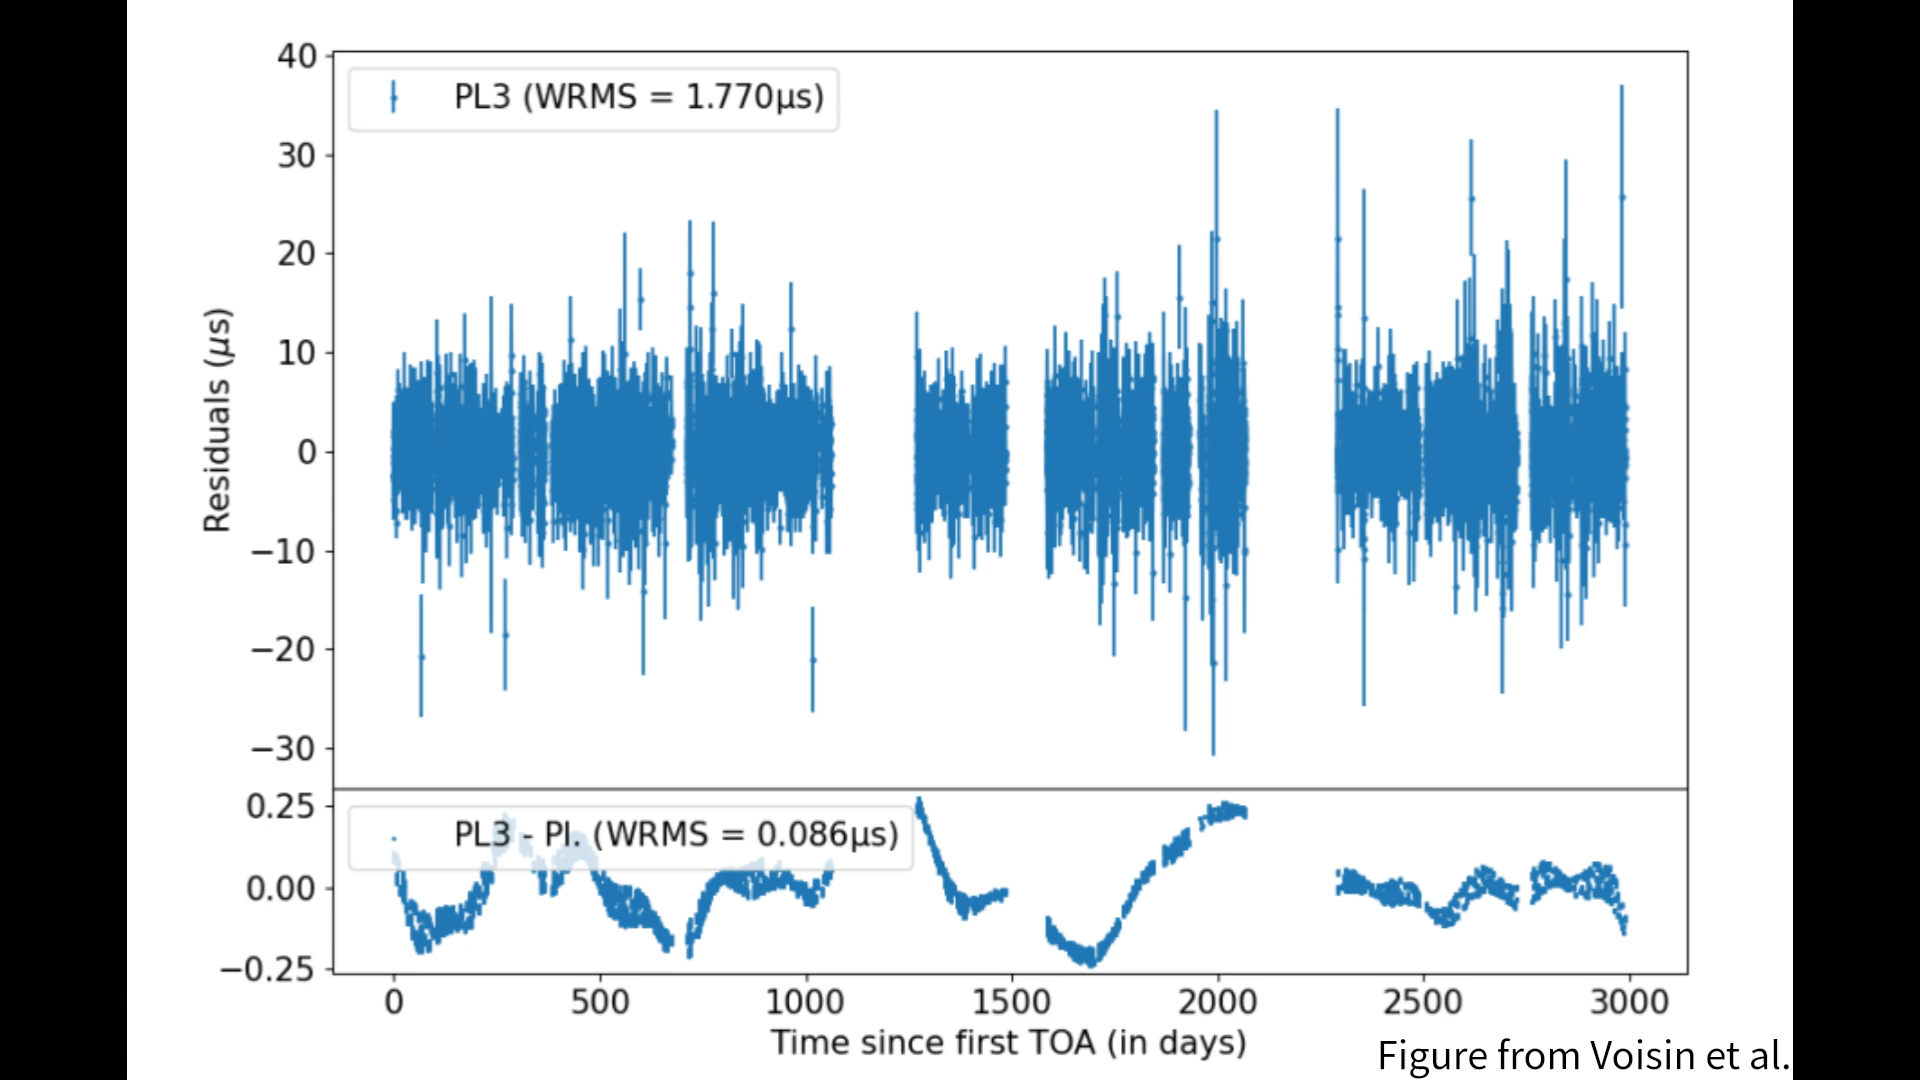 40
PL3 (WRMS = 1.770µs)
30
20
10
0
−10
−20
−30
Residuals (µs)
0.25
PL3 - Pl. (WRMS = 0.086µs)
0.00
−0.25
0 500 1000 1500 2000 2500 3000
Time since first TOA (in days)
Figure from Voisin et al.